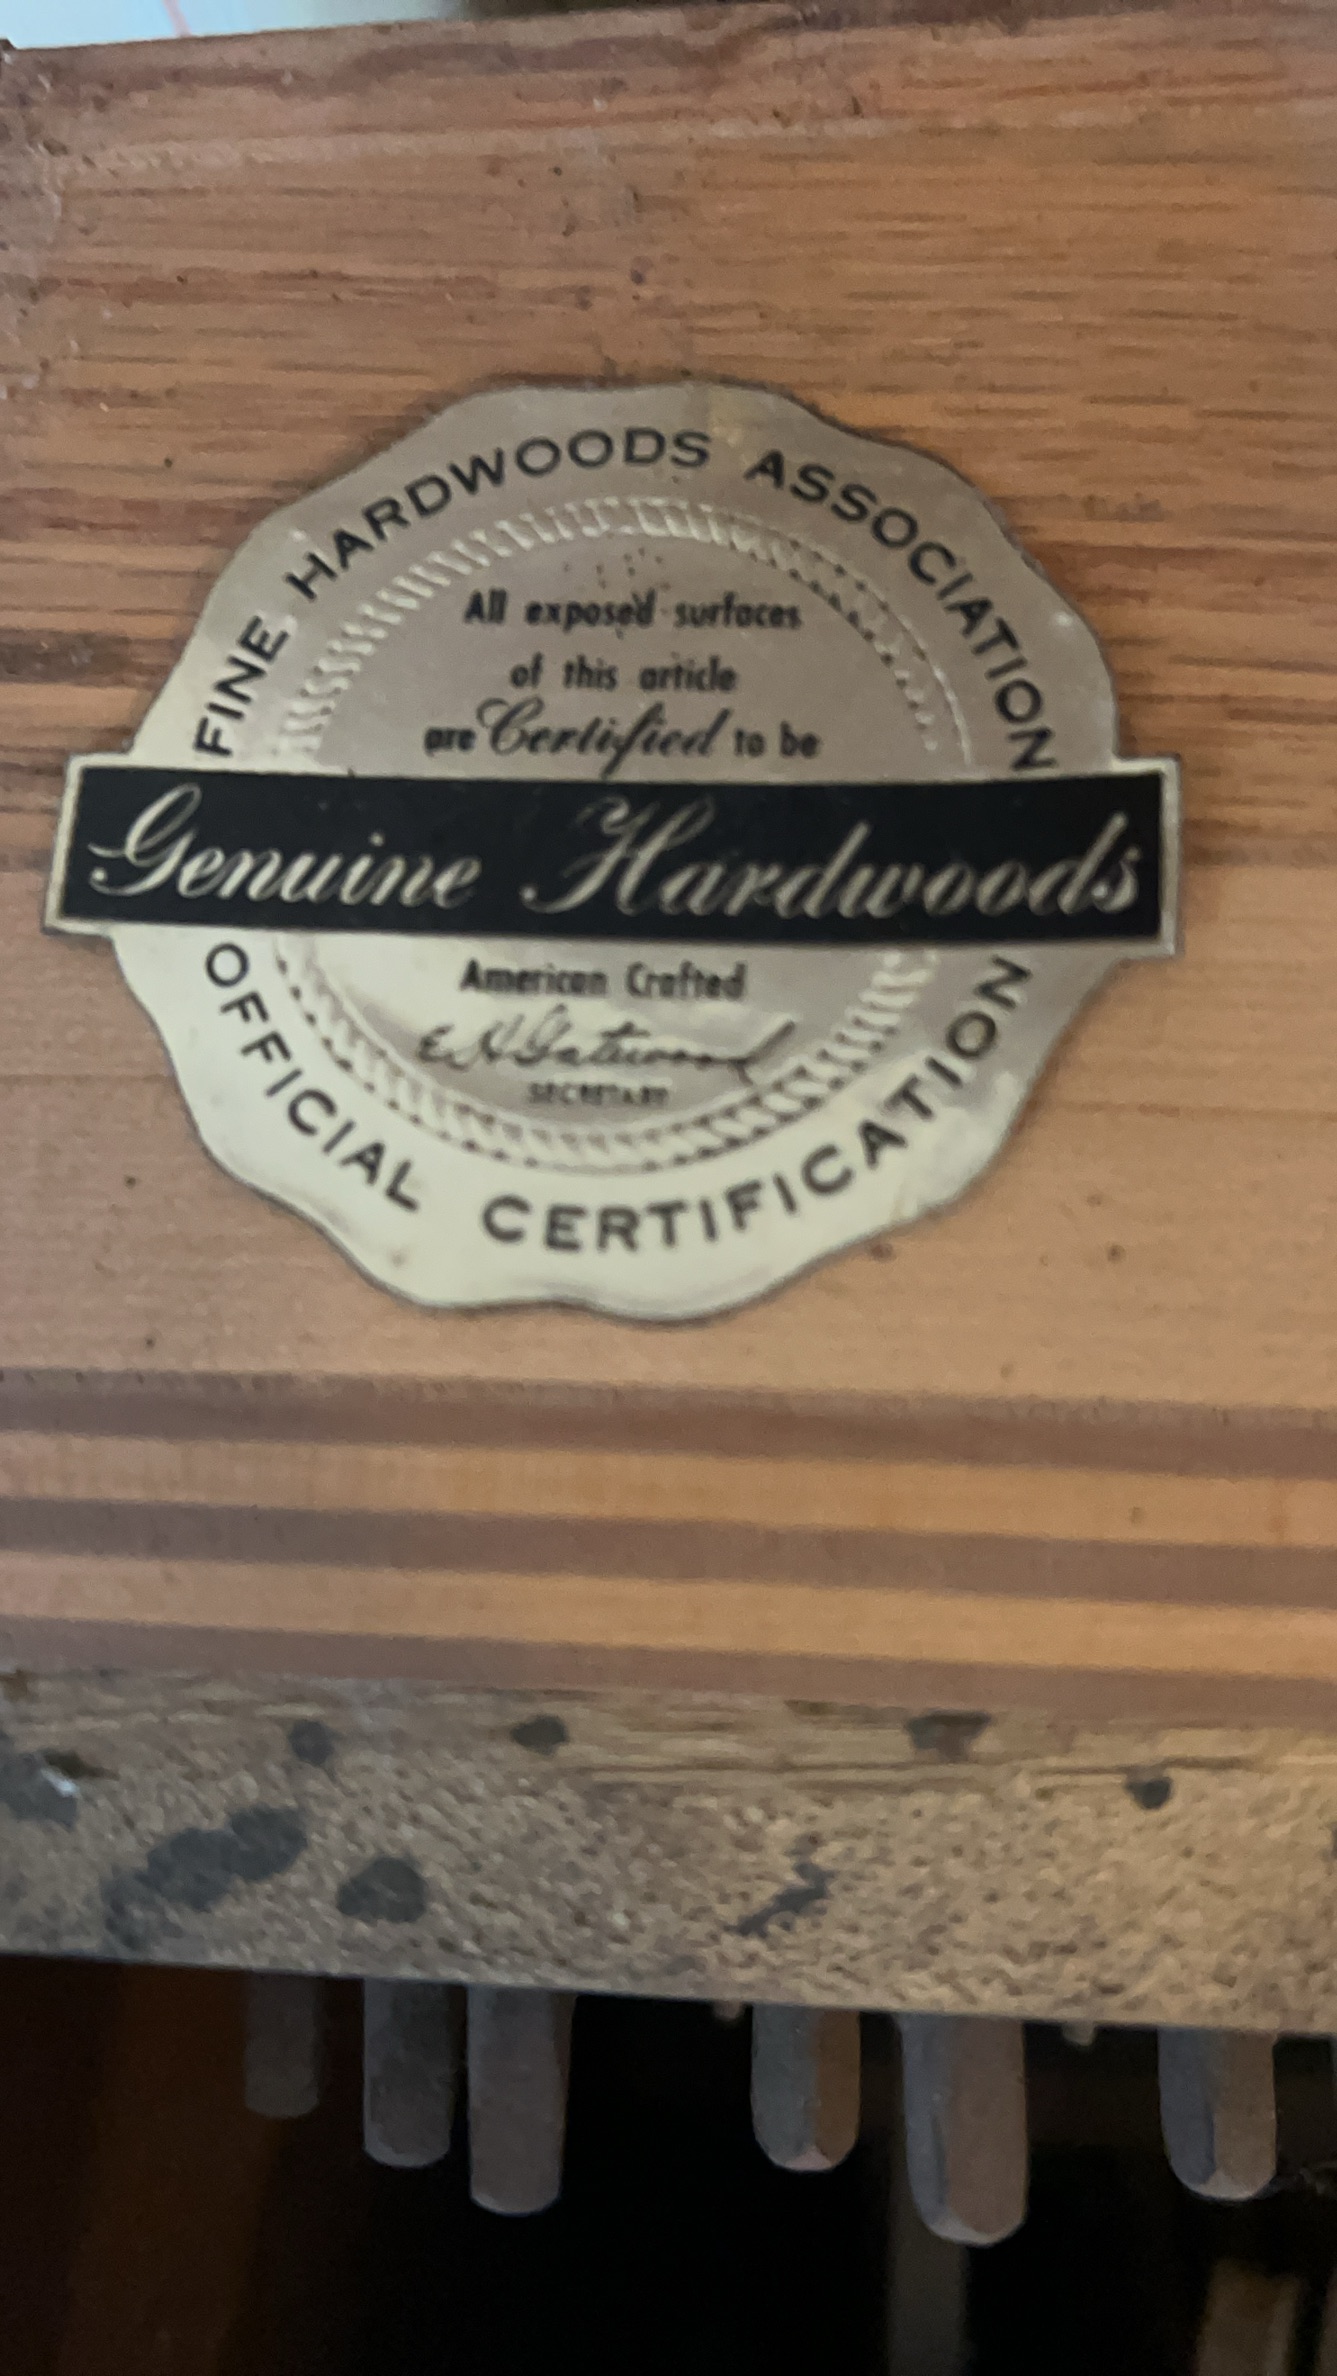 FINE HARDWOODS ASSOCIATION
All exposed surfaces
of this article
are Certified to be
Genuine Hardwoods
American Crafted
E. H. Gatewood
SECRETARY
OFFICIAL CERTIFICATION